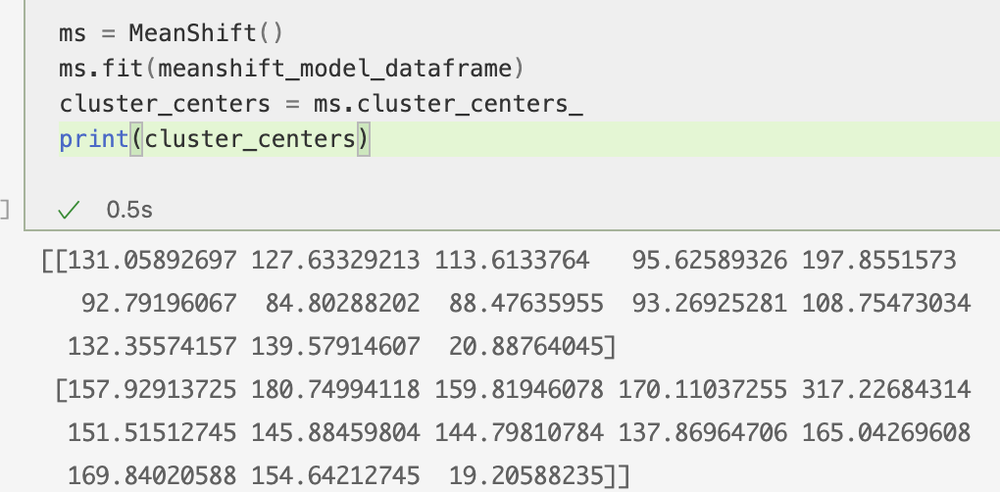 ms = MeanShift()
ms.fit(meanshift_model_dataframe)
cluster_centers = ms.cluster_centers_
print(cluster_centers)
] ✓ 0.5s
[[131.05892697 127.63329213 113.6133764 95.62589326 197.8551573
92.79196067 84.80288202 88.47635955 93.26925281 108.75473034
132.35574157 139.57914607 20.88764045]
[157.92913725 180.74994118 159.81946078 170.11037255 317.22684314
151.51512745 145.88459804 144.79810784 137.86964706 165.04269608
169.84020588 154.64212745 19.20588235]]